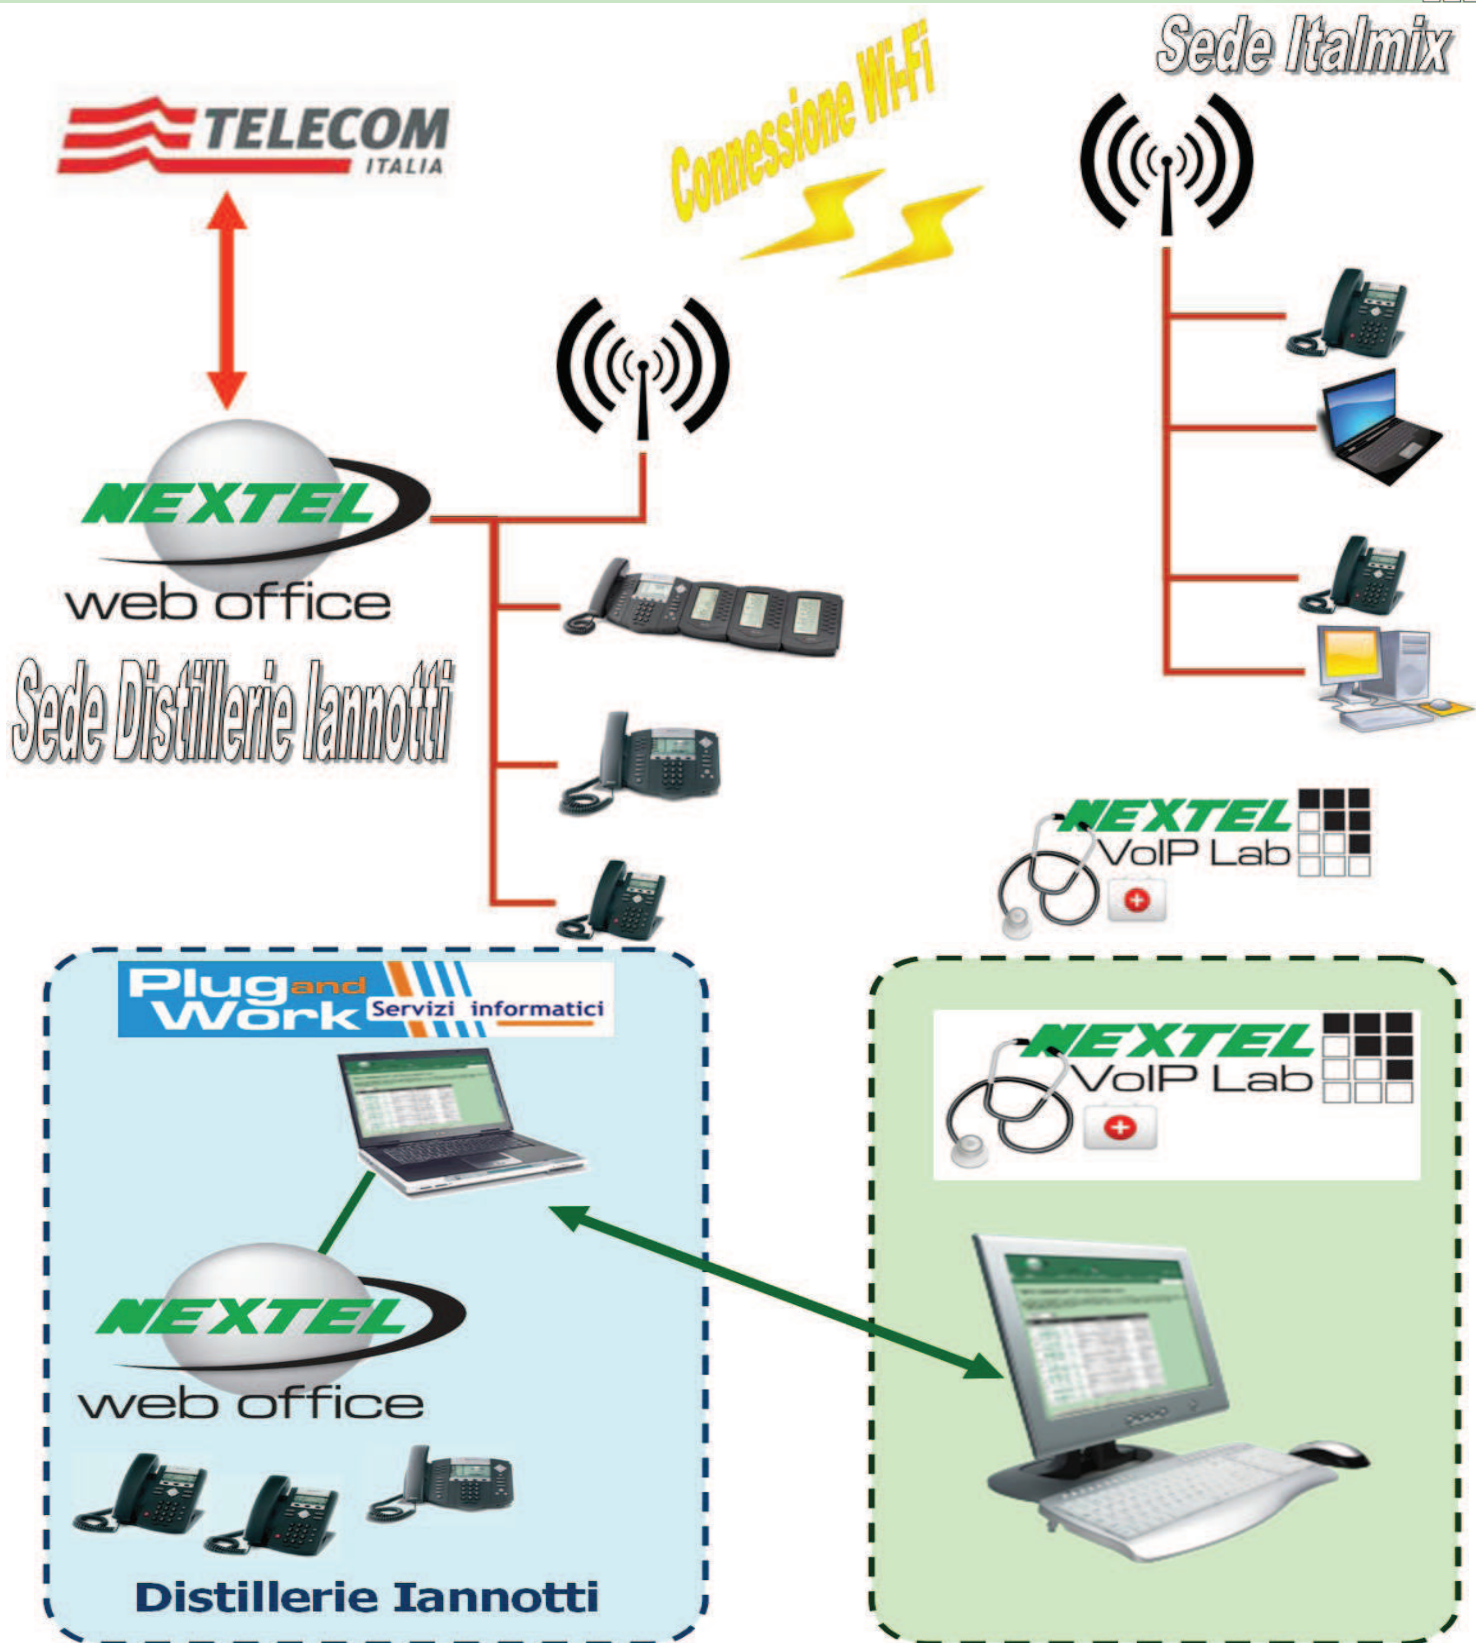 Sede Italmix
Connessione Wi-Fi
TELECOM
ITALIA
NEXTEL
web office
Sede Distillerie Iannotti
NEXTEL
VoIP Lab
Plug and
Work Servizi informatici
NEXTEL
VoIP Lab
NEXTEL
web office
Distillerie Iannotti